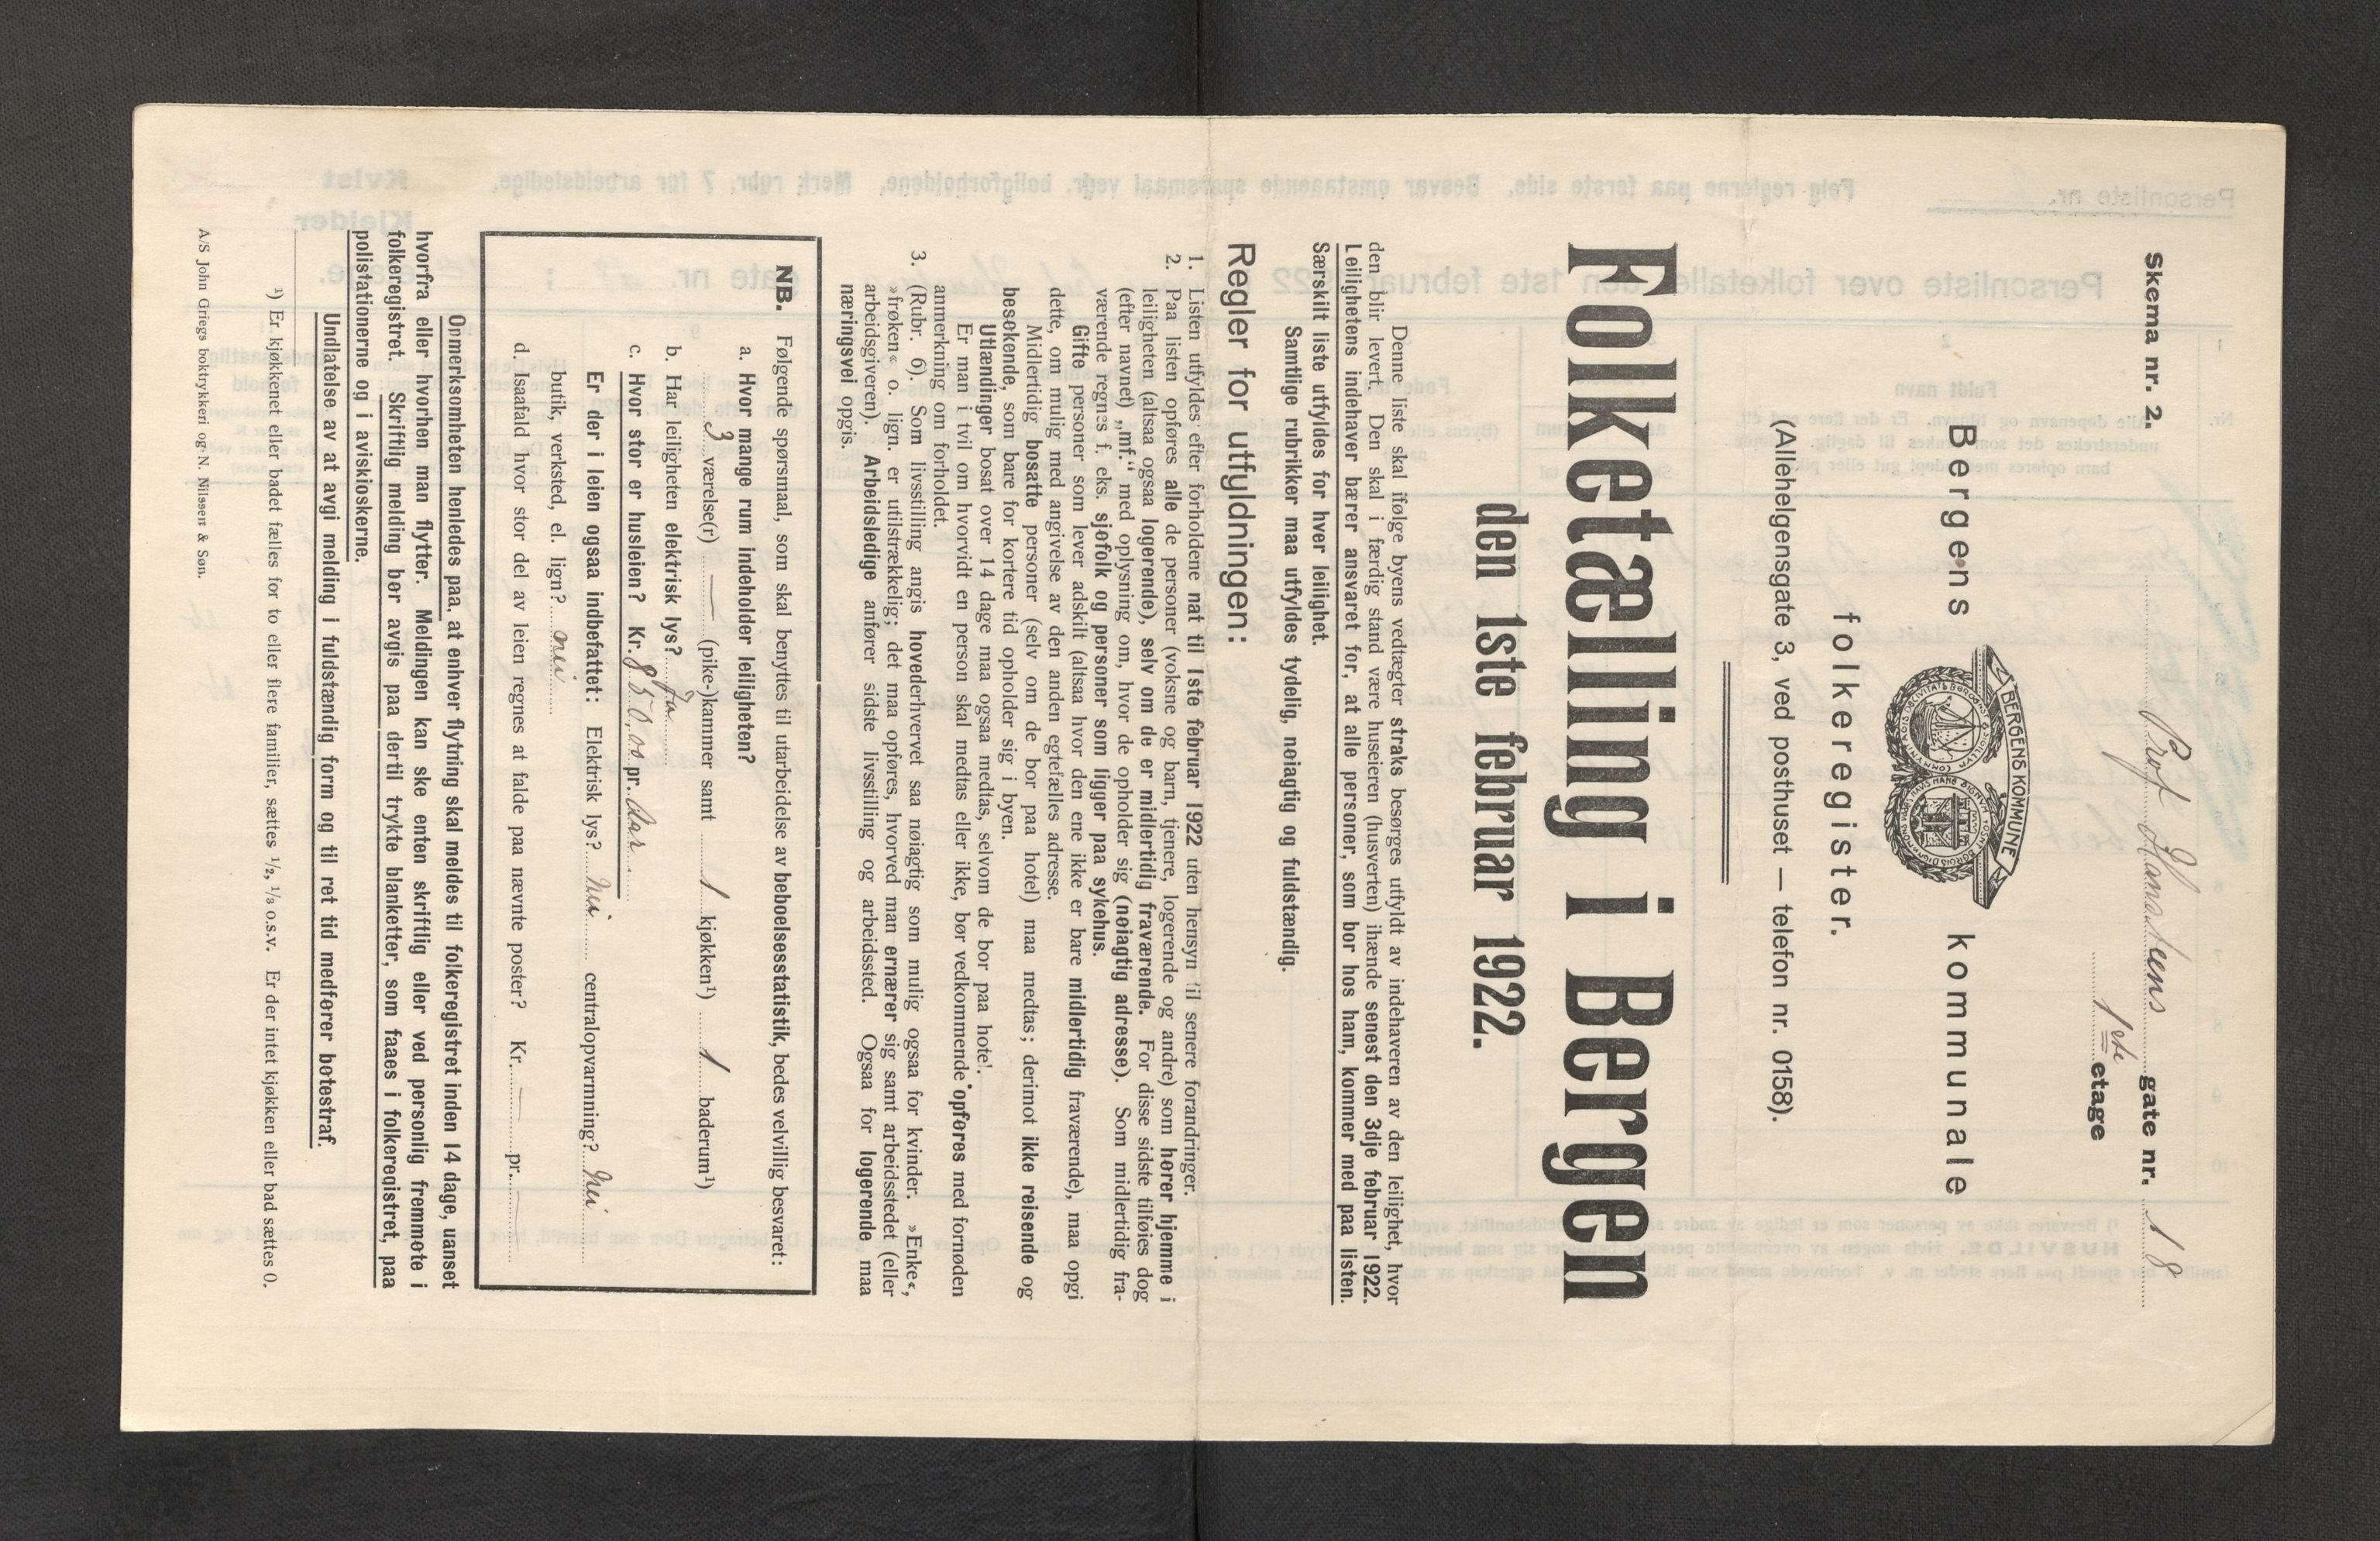 Skema nr. 2. Prof Hansteens gate nr. 18
1ste etage
Bergens kommunale
BERGENS KOMMUNE
folkeregister.
(Allehelgensgate 3, ved posthuset — telefon nr. 0158).
Folketælling i Bergen
den 1ste februar 1922.
Denne liste skal ifølge byens vedtægter straks besørges utfyldt av indehaveren av den leilighet, hvor
den blir levert. Den skal i færdig stand være huseieren (husverten) ihænde senest den 3dje februar 1922.
Leilighetens indehaver bærer ansvaret for, at alle personer, som bor hos ham, kommer med paa listen.
Særskilt liste utfyldes for hver leilighet.
Samtlige rubrikker maa utfyldes tydelig, nøiagtig og fuldstændig.
Regler for utfyldningen:
1. Listen utfyldes efter forholdene nat til 1ste februar 1922 uten hensyn til senere forandringer.
2. Paa listen opføres alle de personer (voksne og barn, tjenere, logerende og andre) som hører hjemme i
leiligheten (altsaa ogsaa logerende), selv om de er midlertidig fraværende. For disse sidste tilføies dog
(efter navnet) „mf.“ med oplysning om, hvor de opholder sig (nøiagtig adresse). Som midlertidig fra-
værende regnes f. eks. sjøfolk og personer som ligger paa sykehus.
Gifte personer som lever adskilt (altsaa hvor den ene ikke er bare midlertidig fraværende), maa opgi
dette, om mulig med angivelse av den anden egtefælles adresse.
Midlertidig bosatte personer (selv om de bor paa hotel) maa medtas; derimot ikke reisende og
besøkende, som bare for kortere tid opholder sig i byen.
Utlændinger bosat over 14 dage maa ogsaa medtas, selvom de bor paa hotel.
Er man i tvil om hvorvidt en person skal medtas eller ikke, bør vedkommende opføres med fornøden
anmerkning om forholdet.
3. (Rubr. 6). Som livsstilling angis hovederhvervet saa nøiagtig som mulig ogsaa for kvinder. »Enke«,
»frøken« o. lign. er utilstrækkelig; det maa opføres, hvorved man ernærer sig samt arbeidsstedet (eller
arbeidsgiveren). Arbeidsledige anfører sidste livsstilling og arbeidssted. Ogsaa for logerende maa
næringsvei opgis.
NB. Følgende spørsmaal, som skal benyttes til utarbeidelse av beboelsesstatistik, bedes velvillig besvaret:
a. Hvor mange rum indeholder leiligheten?
3 værelse(r) — (pike-)kammer samt 1 kjøkken¹) 1 baderum¹)
b. Har leiligheten elektrisk lys? Ja
c. Hvor stor er husleien? Kr. 850,00 pr. Aar
Er der i leien ogsaa indbefattet: Elektrisk lys? Nei centralopvarmning? Nei
butik, verksted, el. lign? nei
d. Isaafald hvor stor del av leien regnes at falde paa nævnte poster? Kr. — pr. —
Opmerksomheten henledes paa, at enhver flytning skal meldes til folkeregistret inden 14 dage, uanset
hvorfra eller hvorhen man flytter. Meldingen kan ske enten skriftlig eller ved personlig fremmøte i
folkeregistret. Skriftlig melding bør avgis paa dertil trykte blanketter, som faaes i folkeregistret, paa
polistationerne og i aviskioskerne.
Undlatelse av at avgi melding i fuldstændig form og til ret tid medfører bøtestraf.
¹) Er kjøkkenet eller badet fælles for to eller flere familier, sættes ¹/₂, ¹/₃ o.s.v. Er der intet kjøkken eller bad sættes 0.
A/S John Griegs boktrykkeri og N. Nilssen & Søn.